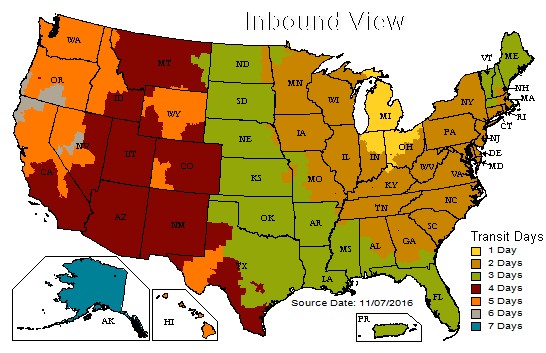 Inbound View
WA
MT
ND
MN
ME
VT
OR
ID
SD
WI
MI
NY
NH
MA
RI
CT
WY
NE
IA
PA
NJ
DE
MD
NV
UT
CO
KS
MO
IL
IN
OH
WV
VA
KY
CA
AZ
NM
OK
AR
TN
NC
SC
TX
LA
MS
AL
GA
FL
AK
HI
PR
Source Date: 11/07/2016
Transit Days
1 Day
2 Days
3 Days
4 Days
5 Days
6 Days
7 Days